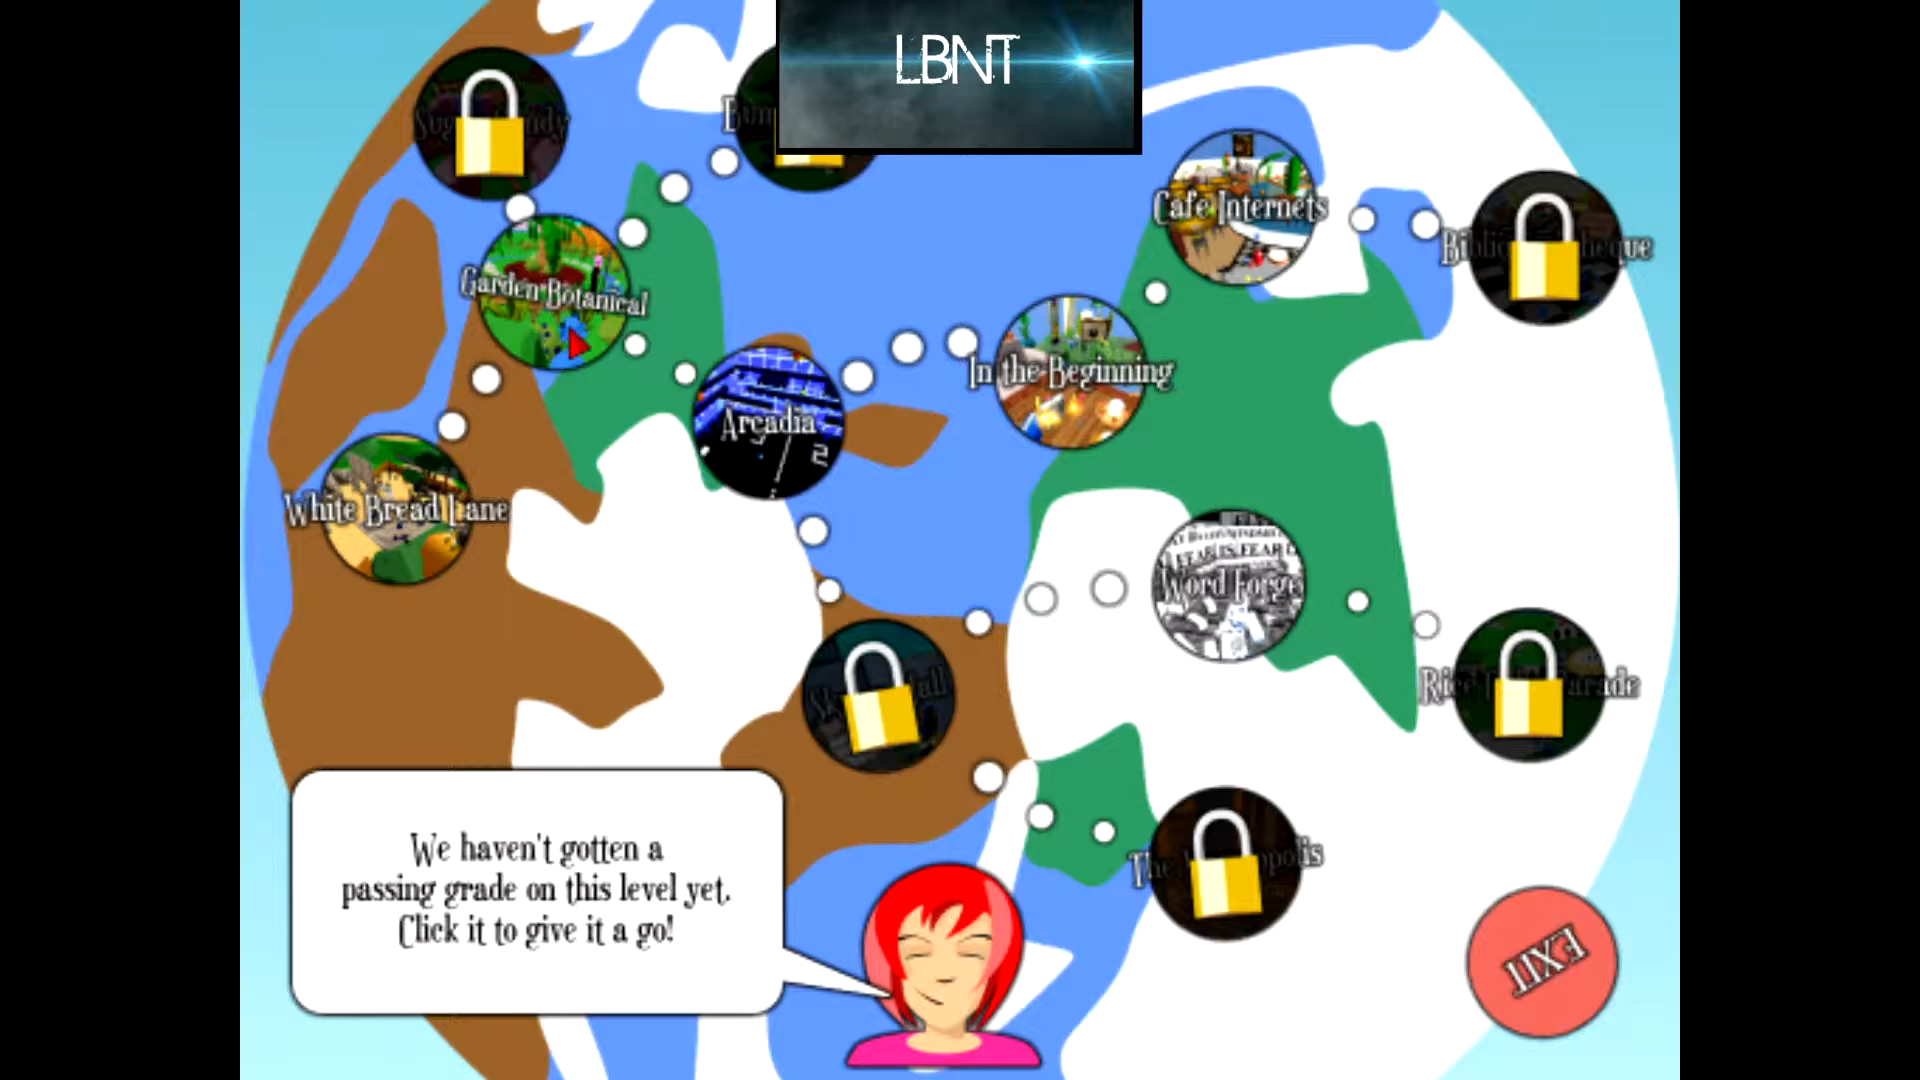 LBNT
Cafe Internets
Garden Botanical
In the Beginning
Arcadia
White Bread Lane
Word Forge
The
We haven't gotten a
passing grade on this level yet.
Click it to give it a go!
EXIT